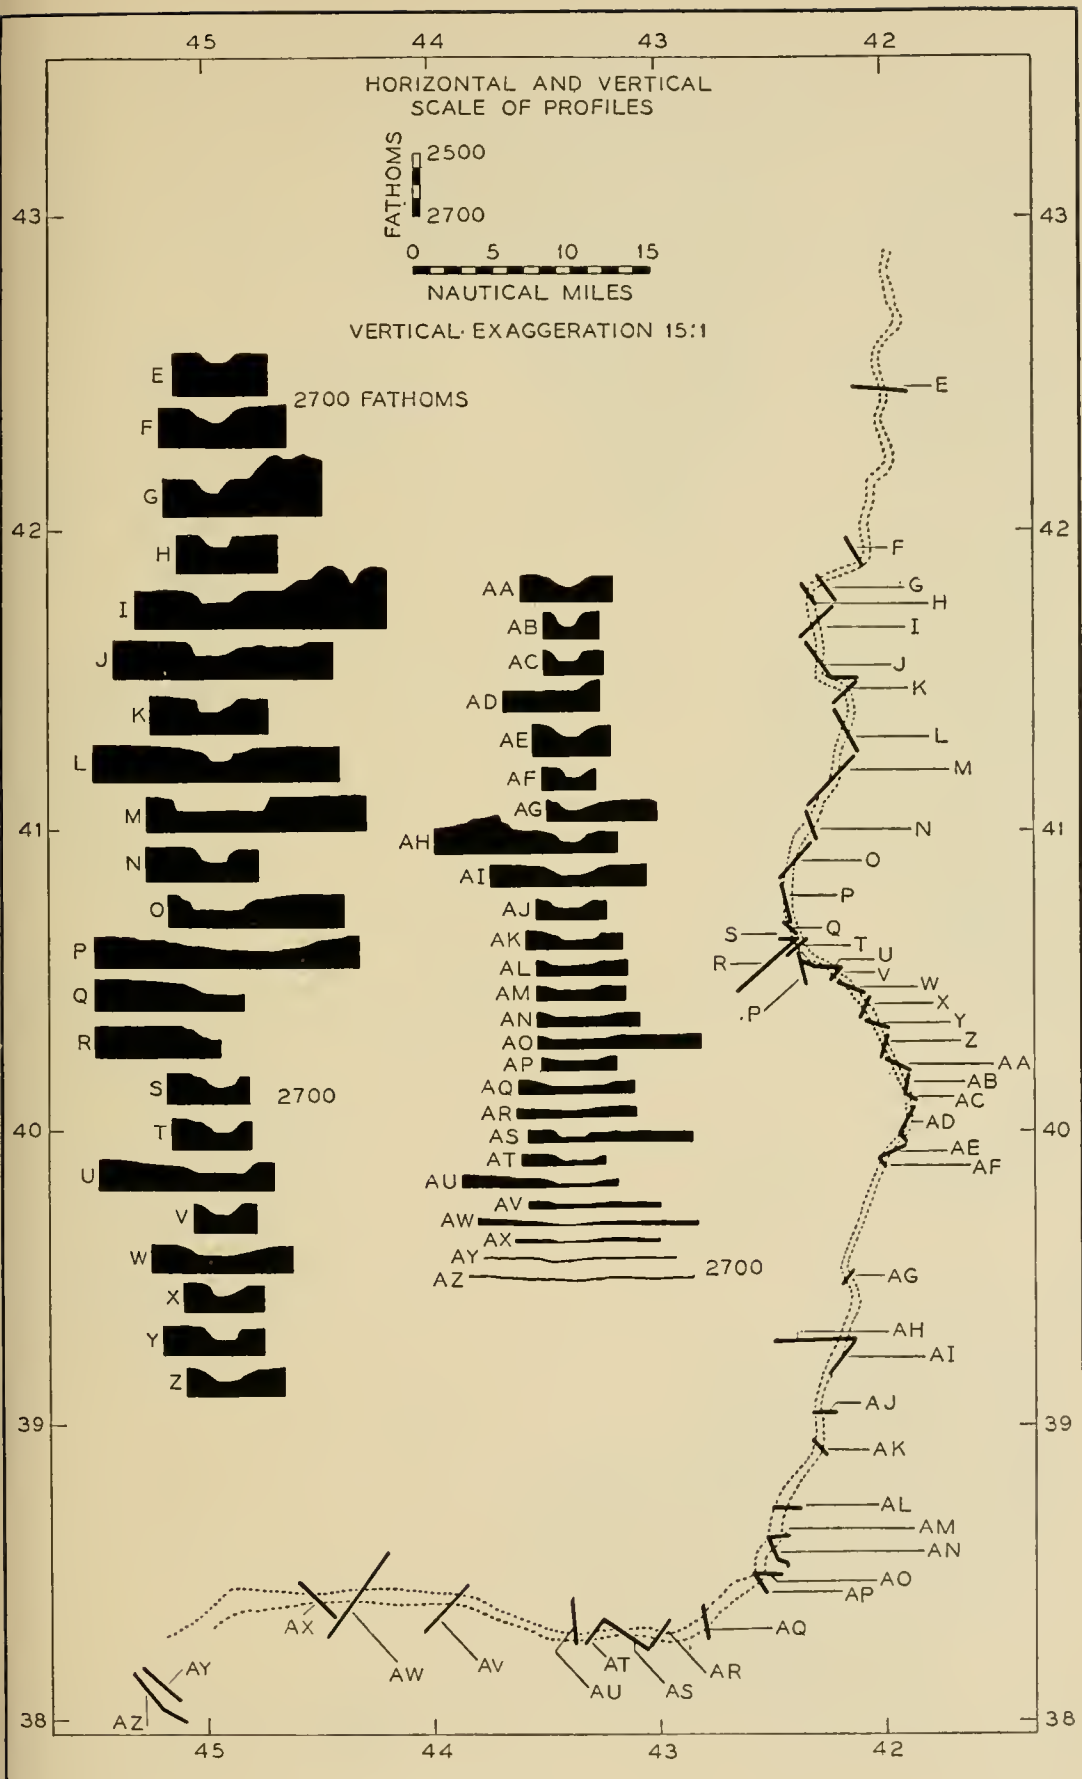 45 44 43 42
HORIZONTAL AND VERTICAL
SCALE OF PROFILES
FATHOMS
2500
2700
0 5 10 15
NAUTICAL MILES
VERTICAL EXAGGERATION 15:1
43 43
42 42
41 41
40 40
39 39
38 38
E
2700 FATHOMS
F
G
H
I
J
K
L
M
N
O
P
Q
R
S 2700
T
U
V
W
X
Y
Z
AA
AB
AC
AD
AE
AF
AG
AH
AI
AJ
AK
AL
AM
AN
AO
AP
AQ
AR
AS
AT
AU
AV
AW
AX
AY 2700
AZ
E
F
G
H
I
J
K
L
M
N
O
P
Q
S
T
R
U
V
W
.P
X
Y
Z
AA
AB
AC
AD
AE
AF
AG
AH
AI
AJ
AK
AL
AM
AN
AO
AP
AQ
AR
AS
AT
AU
AV
AW
AX
AY
AZ
45 44 43 42